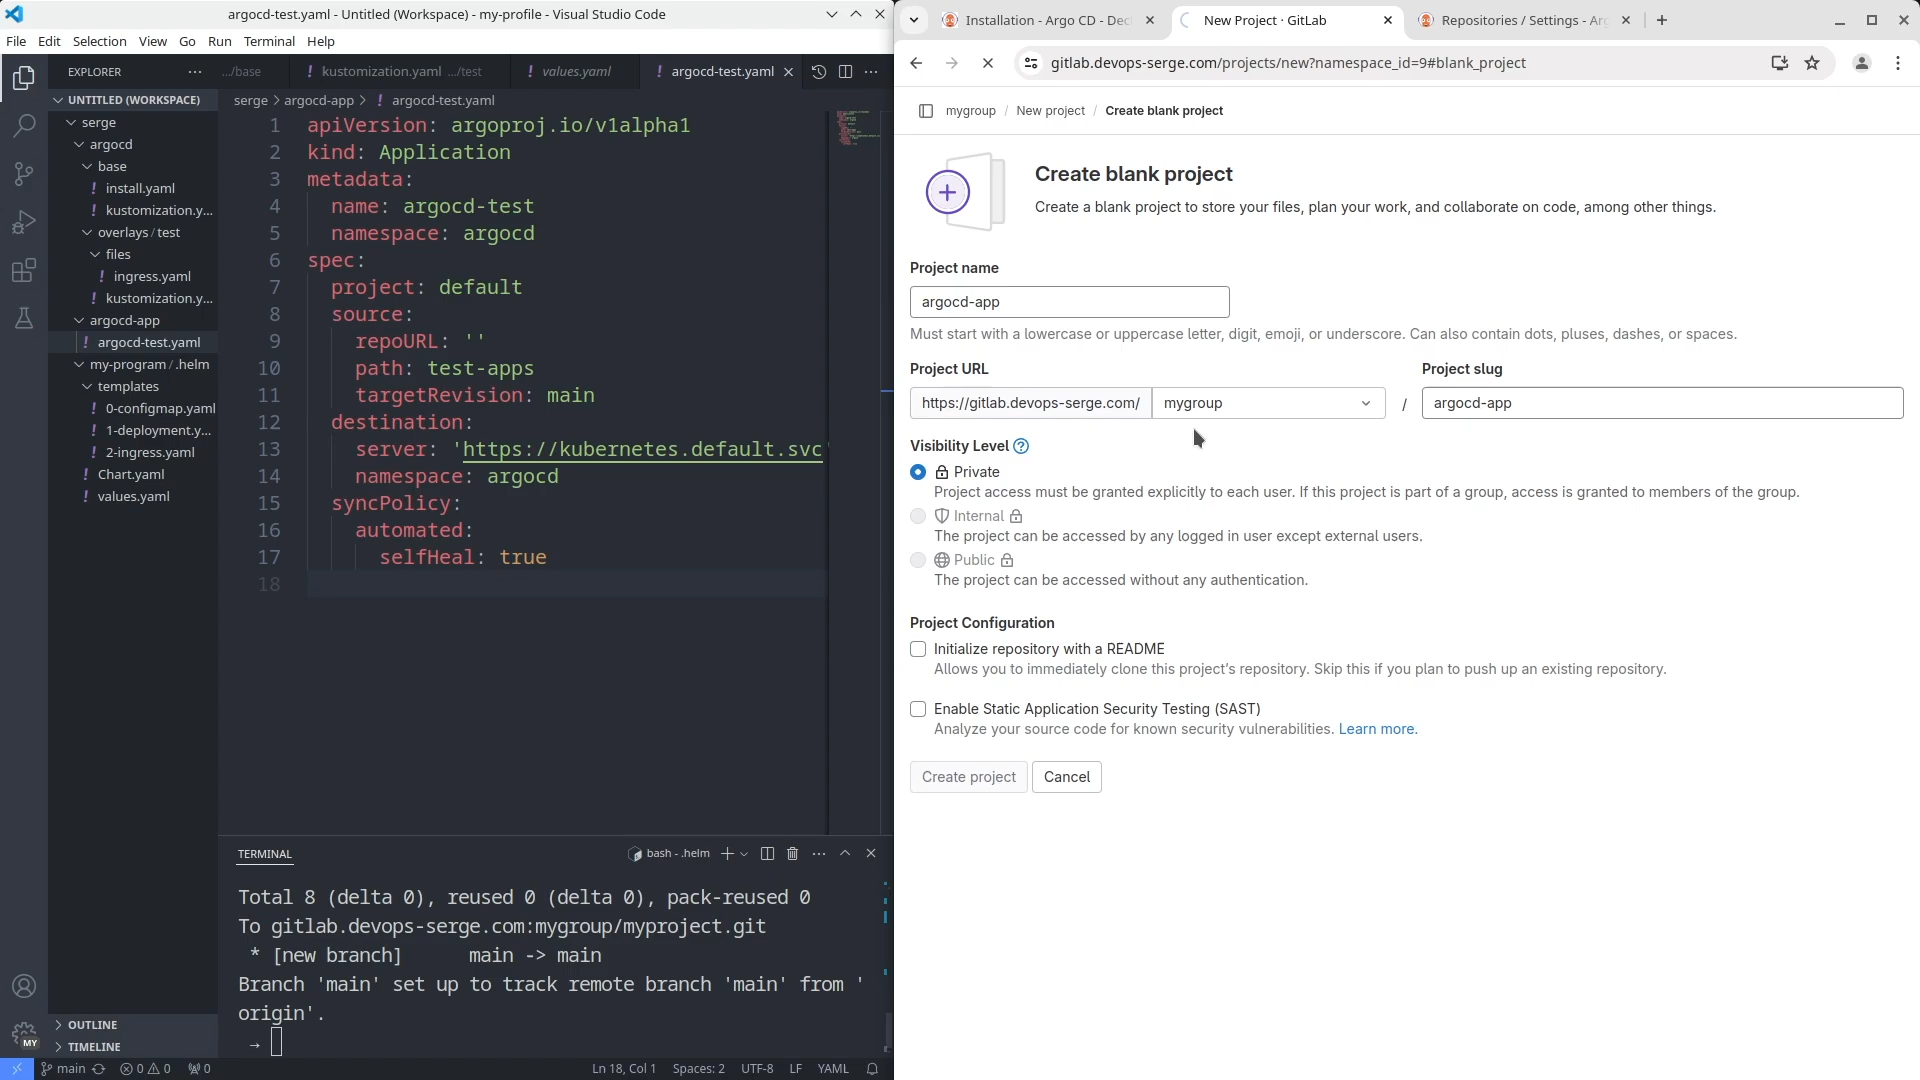 argocd-test.yaml - Untitled (Workspace) - my-profile - Visual Studio Code
File Edit Selection View Go Run Terminal Help
EXPLORER
UNTITLED (WORKSPACE)
serge
argocd
base
! install.yaml
! kustomization.y...
overlays / test
files
! ingress.yaml
! kustomization.y...
argocd-app
! argocd-test.yaml
my-program / .helm
templates
! 0-configmap.yaml
! 1-deployment.y...
! 2-ingress.yaml
! Chart.yaml
! values.yaml
OUTLINE
TIMELINE
MY
.../base
! kustomization.yaml .../test
! values.yaml
! argocd-test.yaml
serge > argocd-app > ! argocd-test.yaml
1 apiVersion: argoproj.io/v1alpha1
2 kind: Application
3 metadata:
4 name: argocd-test
5 namespace: argocd
6 spec:
7 project: default
8 source:
9 repoURL: ''
10 path: test-apps
11 targetRevision: main
12 destination:
13 server: 'https://kubernetes.default.svc'
14 namespace: argocd
15 syncPolicy:
16 automated:
17 selfHeal: true
18
TERMINAL
bash - .helm
Total 8 (delta 0), reused 0 (delta 0), pack-reused 0
To gitlab.devops-serge.com:mygroup/myproject.git
* [new branch] main -> main
Branch 'main' set up to track remote branch 'main' from '
origin'.
→
main 0 0 0 Ln 18, Col 1 Spaces: 2 UTF-8 LF YAML
Installation - Argo CD - Dec
New Project · GitLab
Repositories / Settings - Arg
gitlab.devops-serge.com/projects/new?namespace_id=9#blank_project
mygroup / New project / Create blank project
Create blank project
Create a blank project to store your files, plan your work, and collaborate on code, among other things.
Project name
argocd-app
Must start with a lowercase or uppercase letter, digit, emoji, or underscore. Can also contain dots, pluses, dashes, or spaces.
Project URL
https://gitlab.devops-serge.com/ mygroup
/
Project slug
argocd-app
Visibility Level
Private
Project access must be granted explicitly to each user. If this project is part of a group, access is granted to members of the group.
Internal
The project can be accessed by any logged in user except external users.
Public
The project can be accessed without any authentication.
Project Configuration
Initialize repository with a README
Allows you to immediately clone this project's repository. Skip this if you plan to push up an existing repository.
Enable Static Application Security Testing (SAST)
Analyze your source code for known security vulnerabilities. Learn more.
Create project
Cancel